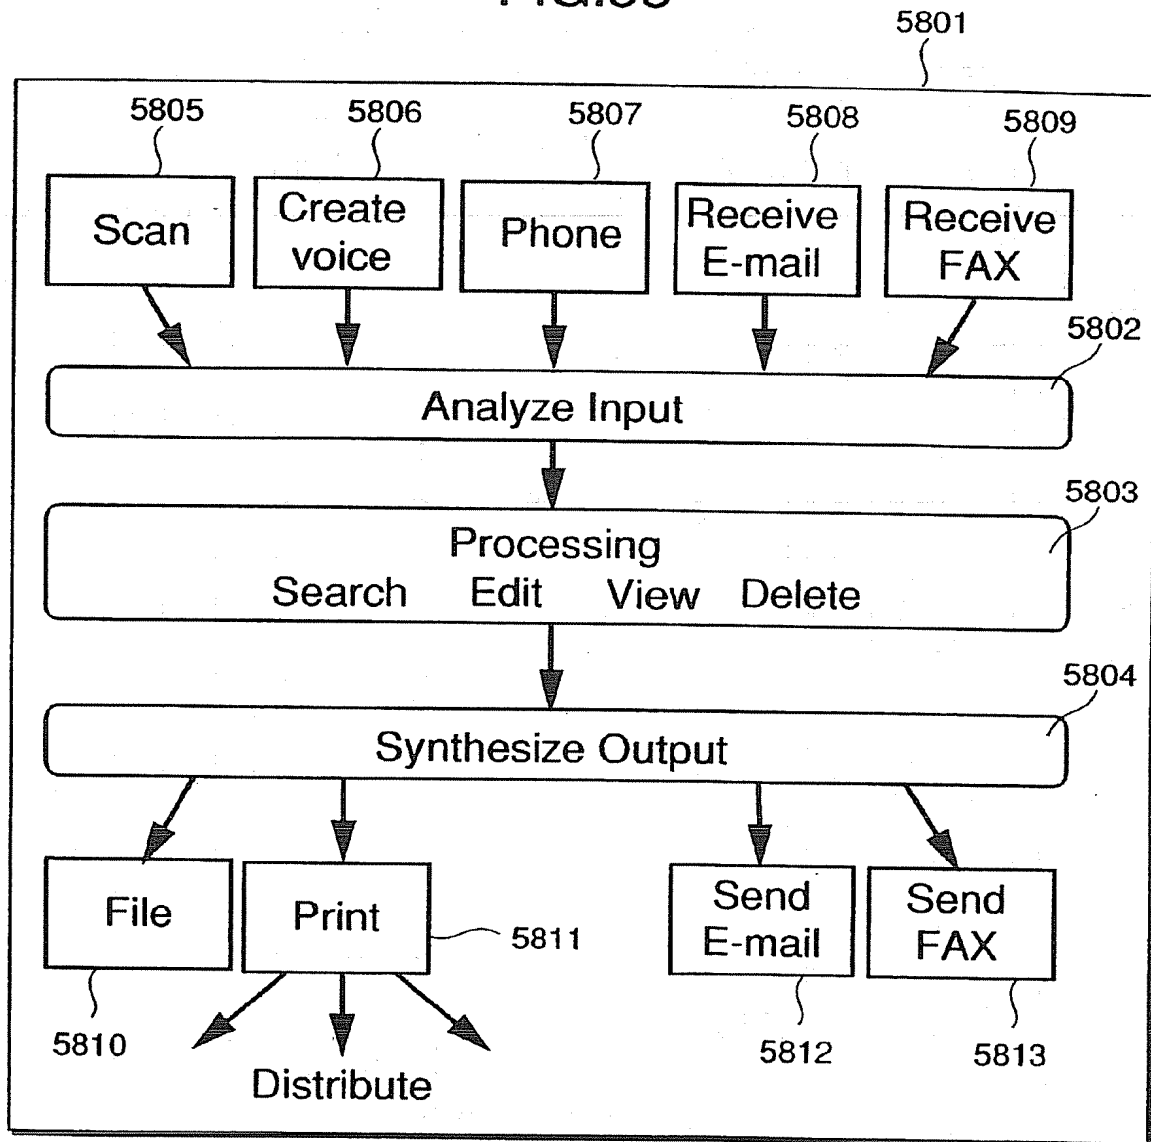 5801
5805
5806
5807
5808
5809
Scan
Create
voice
Phone
Receive
E-mail
Receive
FAX
5802
Analyze Input
5803
Processing
Search Edit View Delete
5804
Synthesize Output
File
Print
5811
Send
E-mail
Send
FAX
5810
5812
5813
Distribute